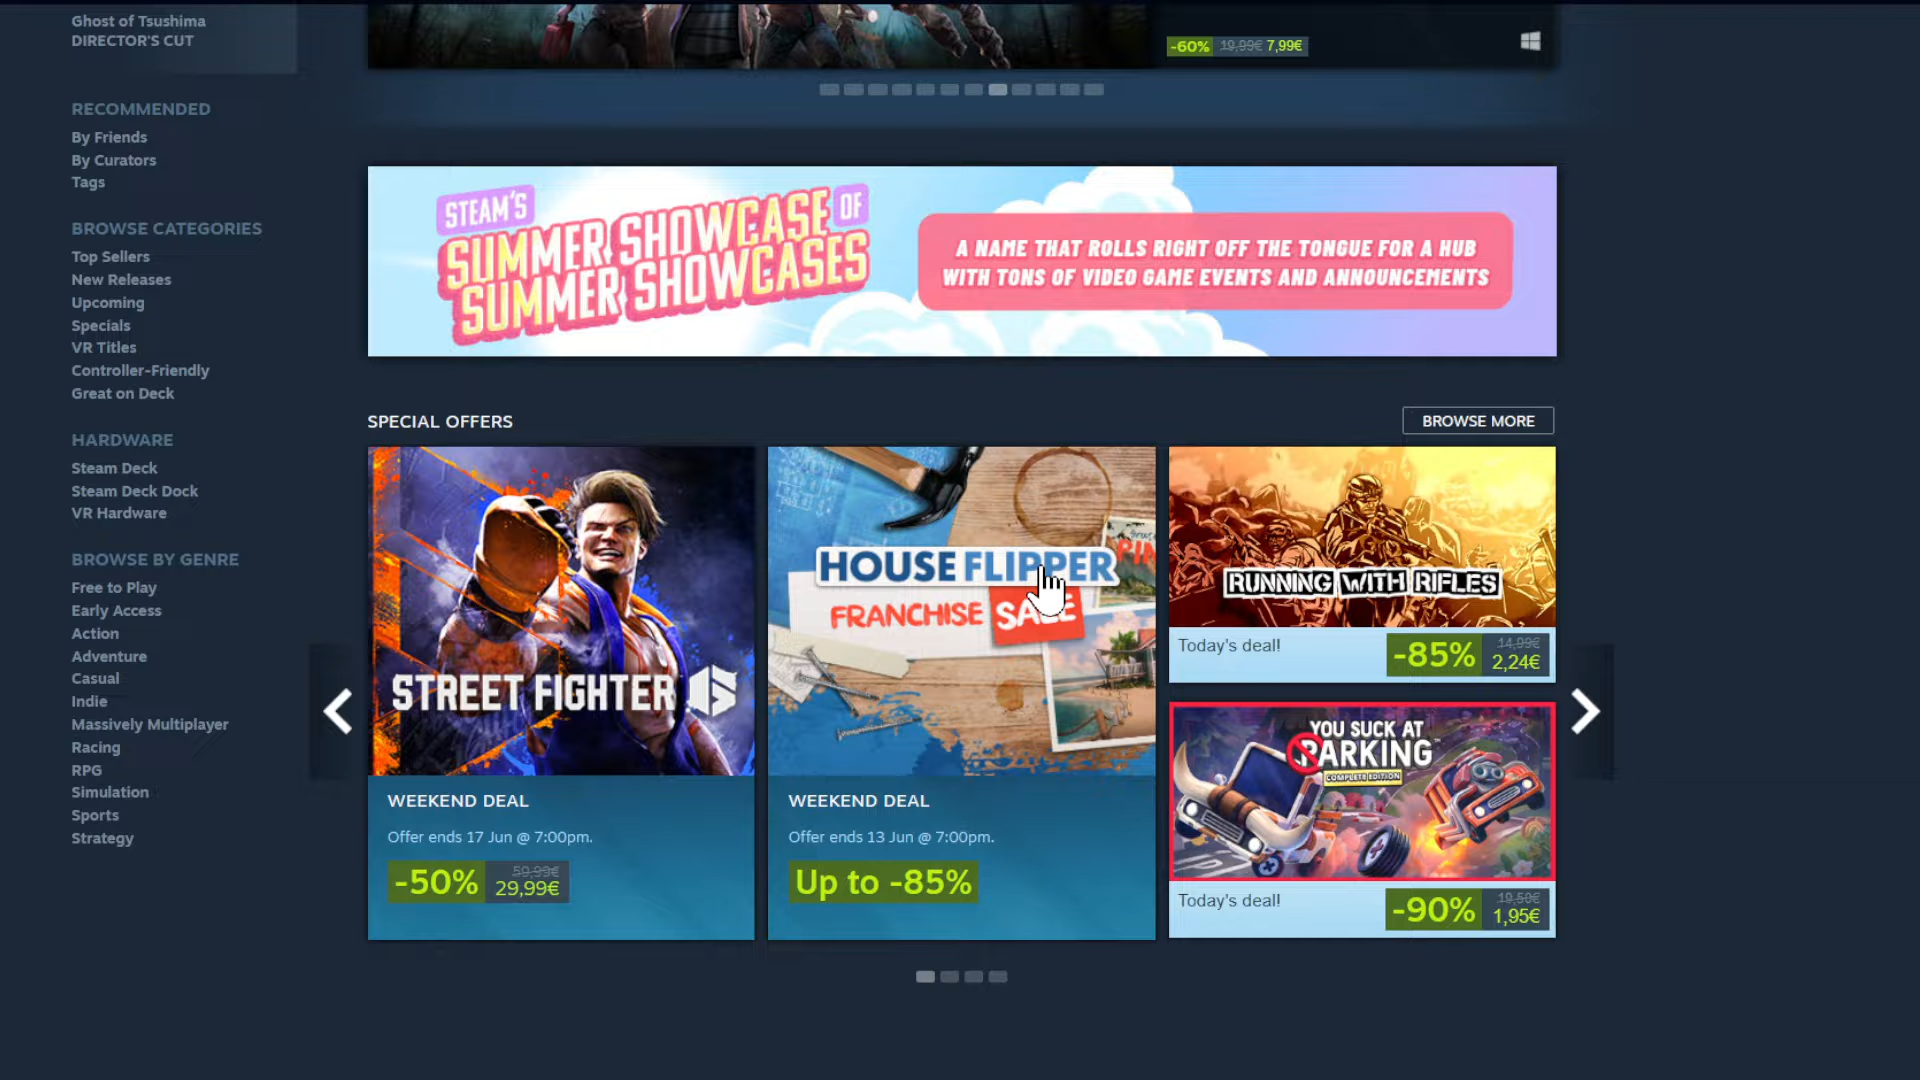 Ghost of Tsushima
DIRECTOR'S CUT
-60% 19,99€ 7,99€
RECOMMENDED
By Friends
By Curators
Tags
BROWSE CATEGORIES
Top Sellers
New Releases
Upcoming
Specials
VR Titles
Controller-Friendly
Great on Deck
HARDWARE
Steam Deck
Steam Deck Dock
VR Hardware
BROWSE BY GENRE
Free to Play
Early Access
Action
Adventure
Casual
Indie
Massively Multiplayer
Racing
RPG
Simulation
Sports
Strategy
STEAM'S
SUMMER SHOWCASE OF
SUMMER SHOWCASES
A NAME THAT ROLLS RIGHT OFF THE TONGUE FOR A HUB
WITH TONS OF VIDEO GAME EVENTS AND ANNOUNCEMENTS
SPECIAL OFFERS
BROWSE MORE
STREET FIGHTER 6
WEEKEND DEAL
Offer ends 17 Jun @ 7:00pm.
-50% 59,99€
29,99€
HOUSE FLIPPER
FRANCHISE SALE
WEEKEND DEAL
Offer ends 13 Jun @ 7:00pm.
Up to -85%
RUNNING WITH RIFLES
Today's deal!
-85% 14,99€
2,24€
YOU SUCK AT
PARKING
COMPLETE EDITION
Today's deal!
-90% 19,50€
1,95€